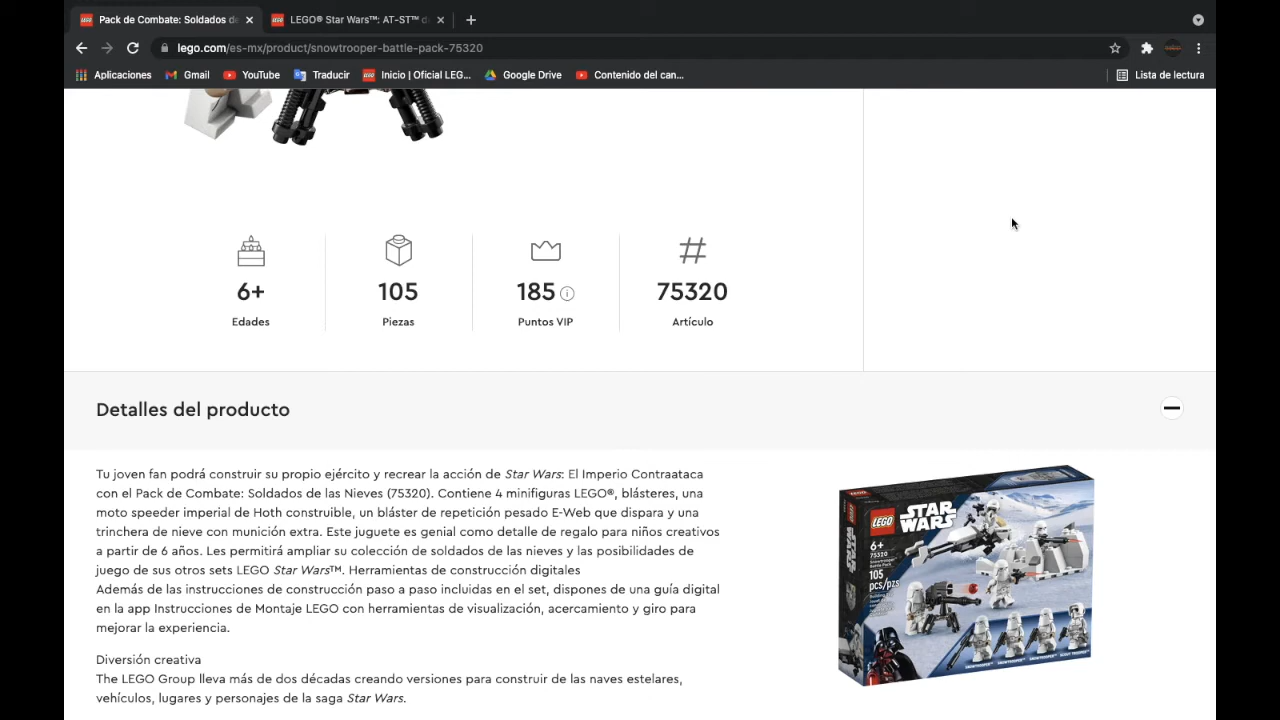 Pack de Combate: Soldados de
LEGO® Star Wars™: AT-ST™ d
lego.com/es-mx/product/snowtrooper-battle-pack-75320
Aplicaciones
Gmail
YouTube
Traducir
Inicio | Oficial LEG...
Google Drive
Contenido del can...
Lista de lectura
6+
Edades
105
Piezas
185
Puntos VIP
75320
Artículo
Detalles del producto
Tu joven fan podrá construir su propio ejército y recrear la acción de Star Wars: El Imperio Contraataca
con el Pack de Combate: Soldados de las Nieves (75320). Contiene 4 minifiguras LEGO®, blásteres, una
moto speeder imperial de Hoth construible, un bláster de repetición pesado E-Web que dispara y una
trinchera de nieve con munición extra. Este juguete es genial como detalle de regalo para niños creativos
a partir de 6 años. Les permitirá ampliar su colección de soldados de las nieves y las posibilidades de
juego de sus otros sets LEGO Star Wars™. Herramientas de construcción digitales
Además de las instrucciones de construcción paso a paso incluidas en el set, dispones de una guía digital
en la app Instrucciones de Montaje LEGO con herramientas de visualización, acercamiento y giro para
mejorar la experiencia.
Diversión creativa
The LEGO Group lleva más de dos décadas creando versiones para construir de las naves estelares,
vehículos, lugares y personajes de la saga Star Wars.
LEGO
STAR
WARS
6+
75320
Snowtrooper
Battle Pack
105
pcs/pzs
SNOWTROOPER™
SNOWTROOPER™
SNOWTROOPER™
SCOUT TROOPER™